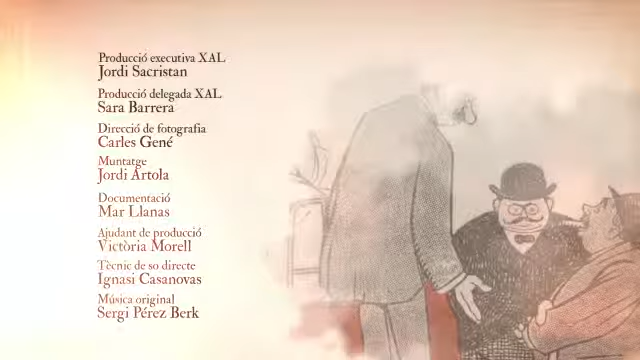 Producció executiva XAL
Jordi Sacristan
Producció delegada XAL
Sara Barrera
Direcció de fotografia
Carles Gené
Muntatge
Jordi Artola
Documentació
Mar Llanas
Ajudant de producció
Victòria Morell
Tècnic de so directe
Ignasi Casanovas
Música original
Sergi Pérez Berk